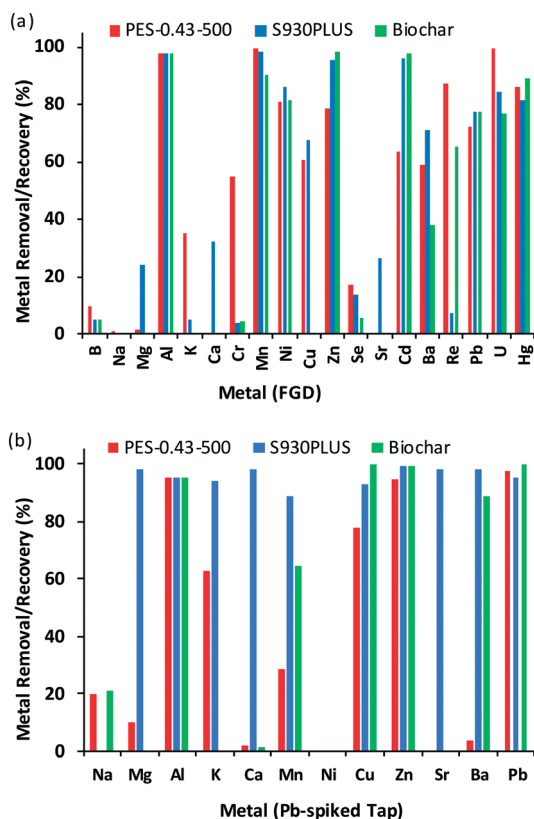 (a)
PES-0.43-500 S930PLUS Biochar
Metal Removal/Recovery (%)
100
80
60
40
20
0
B Na Mg Al K Ca Cr Mn Ni Cu Zn Se Sr Cd Ba Re Pb U Hg
Metal (FGD)
(b)
PES-0.43-500 S930PLUS Biochar
Metal Removal/Recovery (%)
100
80
60
40
20
0
Na Mg Al K Ca Mn Ni Cu Zn Sr Ba Pb
Metal (Pb-spiked Tap)